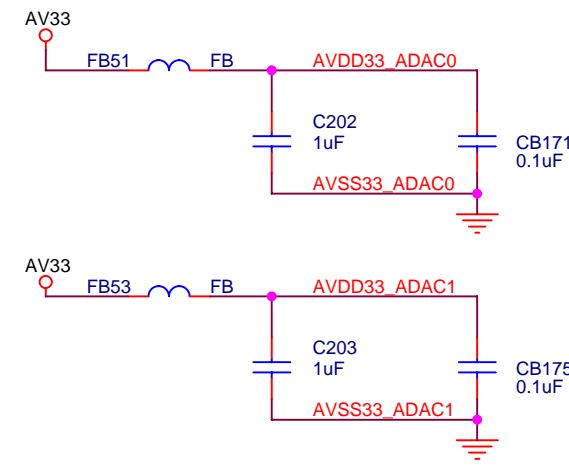 AV33
FB51 FB AVDD33_ADAC0
C202
1uF
CB171
0.1uF
AVSS33_ADAC0
AV33
FB53 FB AVDD33_ADAC1
C203
1uF
CB175
0.1uF
AVSS33_ADAC1